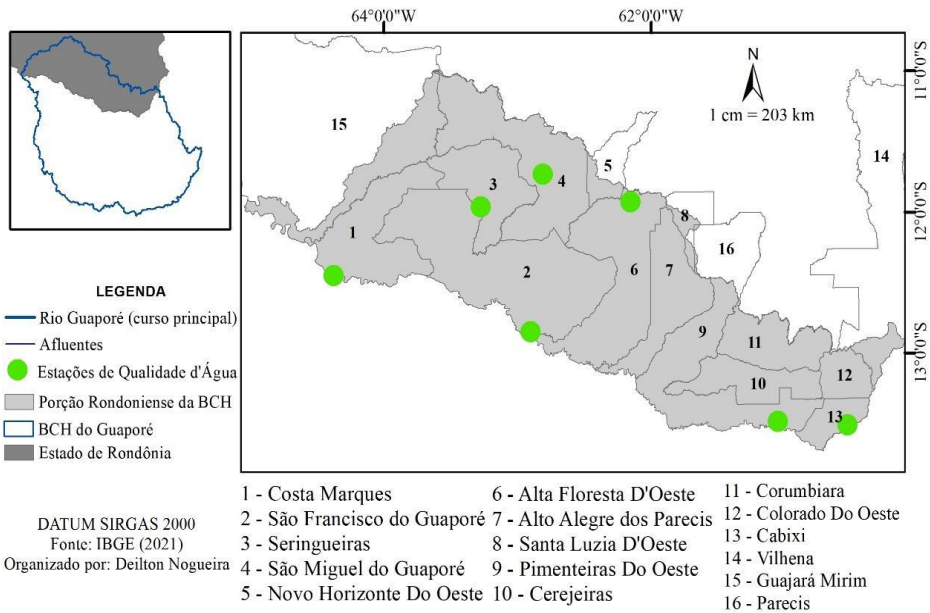 64°0'0"W
62°0'0"W
11°0'0"S
12°0'0"S
13°0'0"S
N
1 cm = 203 km
15
14
5
4
3
8
1
16
6
7
2
9
11
12
10
13
LEGENDA
Rio Guaporé (curso principal)
Afluentes
Estações de Qualidade d'Água
Porção Rondoniense da BCH
BCH do Guaporé
Estado de Rondônia
DATUM SIRGAS 2000
Fonte: IBGE (2021)
Organizado por: Deilton Nogueira
1 - Costa Marques
2 - São Francisco do Guaporé
3 - Seringueiras
4 - São Miguel do Guaporé
5 - Novo Horizonte Do Oeste
6 - Alta Floresta D'Oeste
7 - Alto Alegre dos Parecis
8 - Santa Luzia D'Oeste
9 - Pimenteiras Do Oeste
10 - Cerejeiras
11 - Corumbiara
12 - Colorado Do Oeste
13 - Cabixi
14 - Vilhena
15 - Guajará Mirim
16 - Parecis